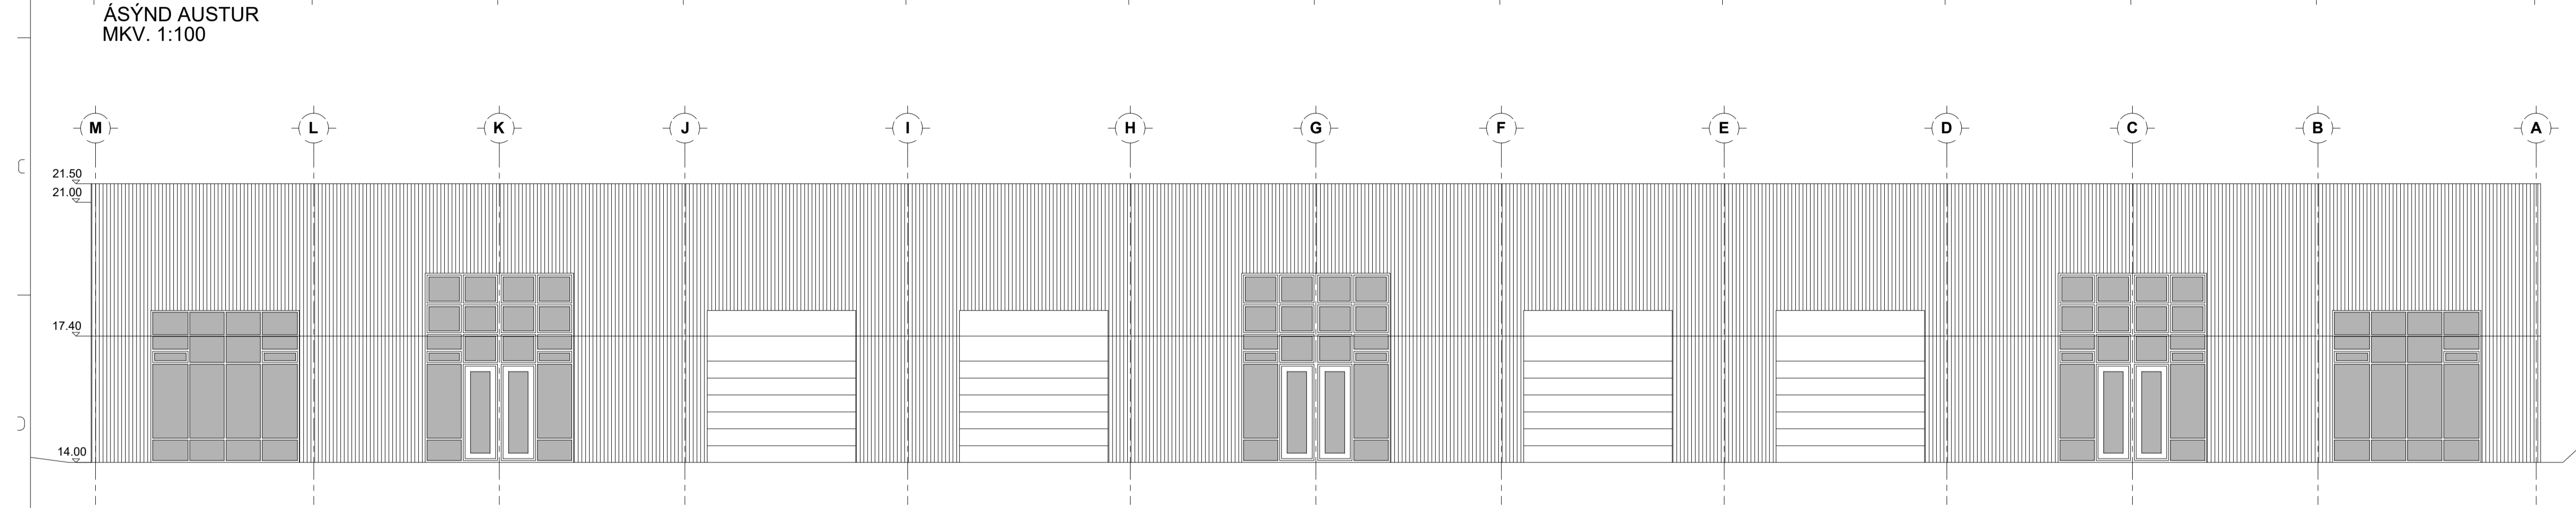 ÁSÝND AUSTUR
MKV. 1:100
M L K J I H G F E D C B A
21.50
21.00
17.40
14.00